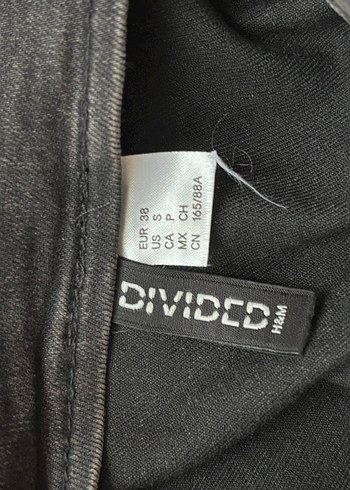 EUR 38
US S
CA P
MX CH
CN 165/88A
DIVIDED
H&M